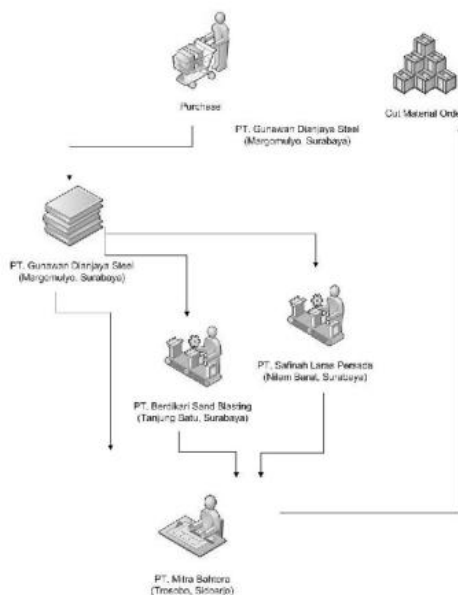 Purchase
Cut Material Orde
PT. Gunawan Dianjaya Steel
(Margomulyo, Surabaya)
PT. Gunawan Dianjaya Steel
(Margomulyo, Surabaya)
PT. Safinah Laras Persada
(Nilam Barat, Surabaya)
PT. Berdikari Sand Blasting
(Tanjung Batu, Surabaya)
PT. Mitra Bahtera
(Trosobo, Sidoarjo)